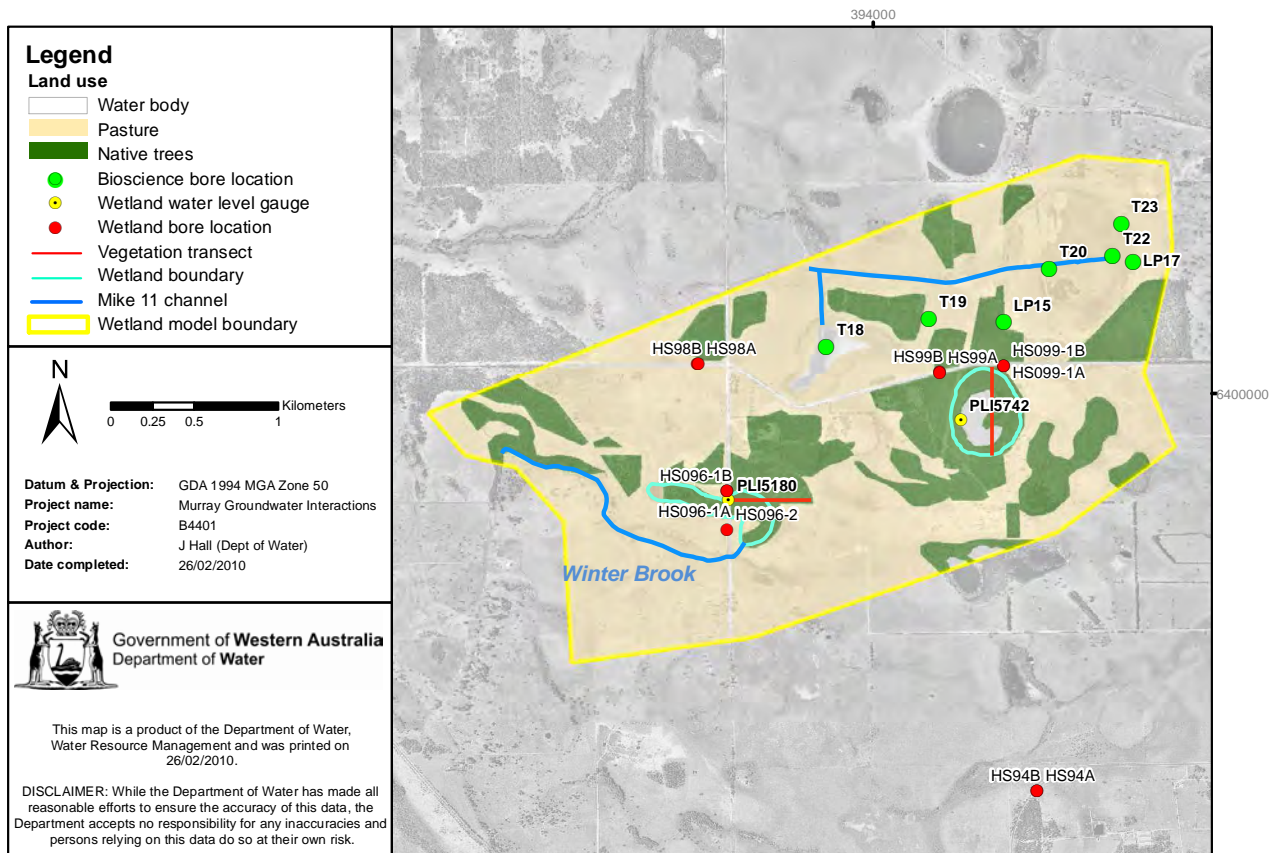 394000
Legend
Land use
Water body
Pasture
Native trees
Bioscience bore location
Wetland water level gauge
Wetland bore location
Vegetation transect
Wetland boundary
Mike 11 channel
Wetland model boundary
N
Kilometers
0 0.25 0.5 1
Datum & Projection: GDA 1994 MGA Zone 50
Project name: Murray Groundwater Interactions
Project code: B4401
Author: J Hall (Dept of Water)
Date completed: 26/02/2010
Government of Western Australia
Department of Water
This map is a product of the Department of Water,
Water Resource Management and was printed on
26/02/2010.
DISCLAIMER: While the Department of Water has made all
reasonable efforts to ensure the accuracy of this data, the
Department accepts no responsibility for any inaccuracies and
persons relying on this data do so at their own risk.
T23
T22
T20
LP17
T19
LP15
T18
HS98B HS98A
HS99B HS99A
HS099-1B
HS099-1A
6400000
PLI5742
HS096-1B
PLI5180
HS096-1A
HS096-2
Winter Brook
HS94B HS94A